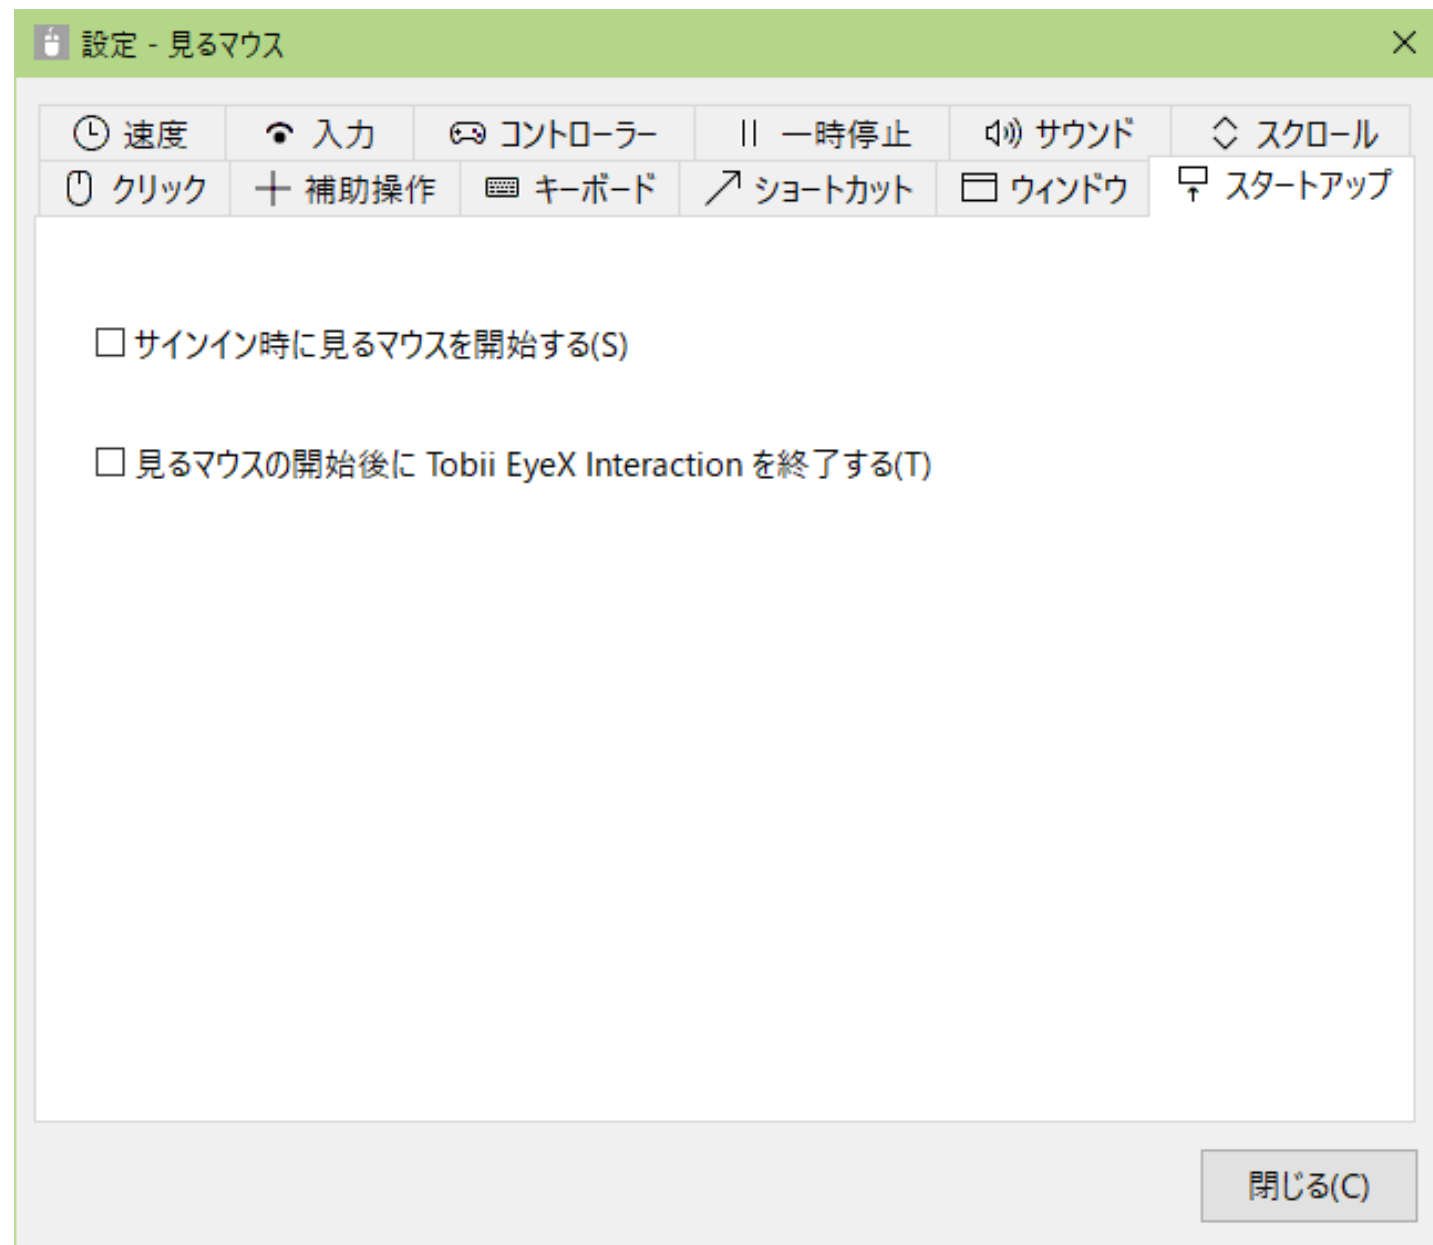 設定 - 見るマウス
速度 入力 コントローラー 一時停止 サウンド スクロール
クリック 補助操作 キーボード ショートカット ウィンドウ スタートアップ
サインイン時に見るマウスを開始する(S)
見るマウスの開始後に Tobii EyeX Interaction を終了する(T)
閉じる(C)